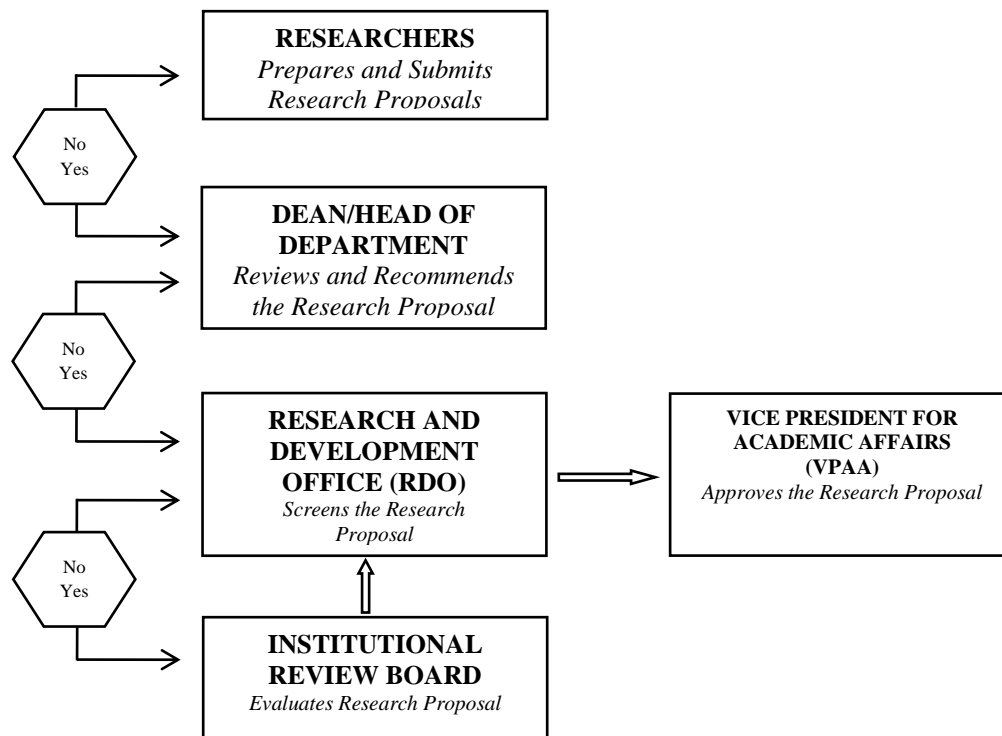 RESEARCHERS
Prepares and Submits
Research Proposals
No
Yes
DEAN/HEAD OF
DEPARTMENT
Reviews and Recommends
the Research Proposal
No
Yes
RESEARCH AND
DEVELOPMENT
OFFICE (RDO)
Screens the Research
Proposal
VICE PRESIDENT FOR
ACADEMIC AFFAIRS
(VPAA)
Approves the Research Proposal
No
Yes
INSTITUTIONAL
REVIEW BOARD
Evaluates Research Proposal